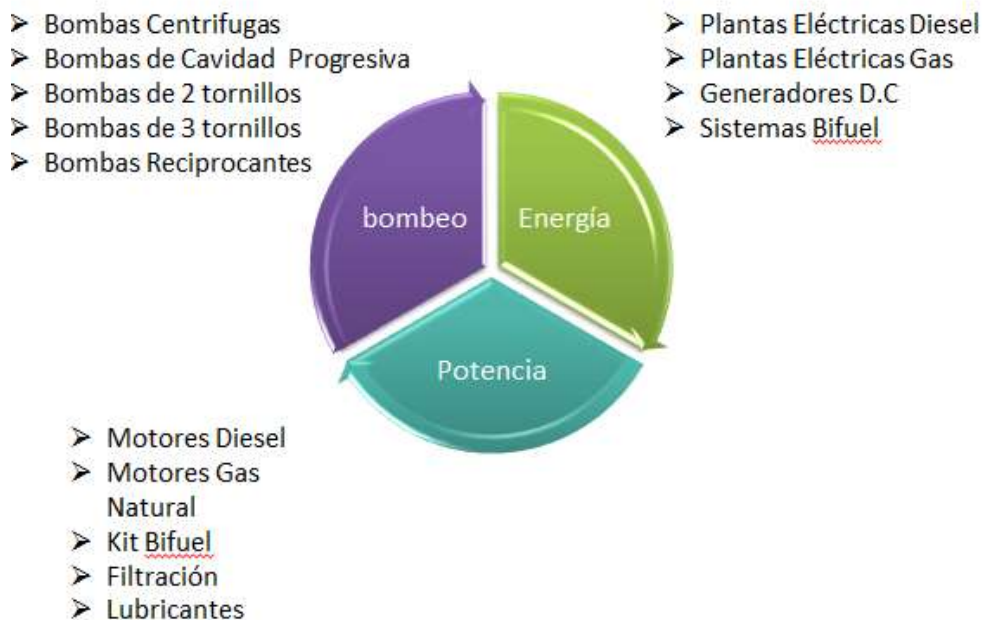 ➢ Bombas Centrifugas
➢ Bombas de Cavidad Progresiva
➢ Bombas de 2 tornillos
➢ Bombas de 3 tornillos
➢ Bombas Reciprocantes
➢ Plantas Eléctricas Diesel
➢ Plantas Eléctricas Gas
➢ Generadores D.C
➢ Sistemas Bifuel
bombeo
Energía
Potencia
➢ Motores Diesel
➢ Motores Gas
Natural
➢ Kit Bifuel
➢ Filtración
➢ Lubricantes